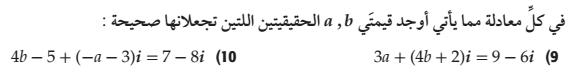 في كلِّ معادلة مما يأتي أوجد قيمتَي a , b الحقيقيتين اللتين تجعلانها صحيحة :
3a + (4b + 2)i = 9 − 6i (9
4b − 5 + (−a − 3)i = 7 − 8i (10